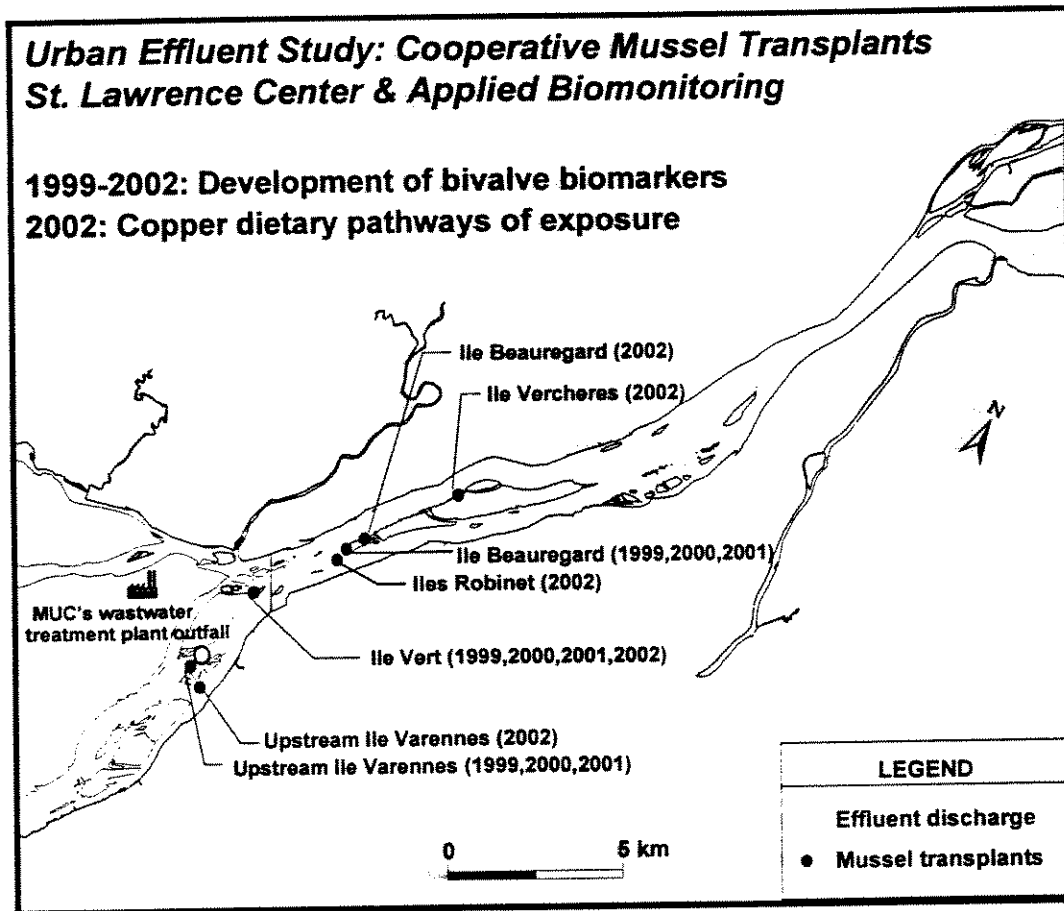 Urban Effluent Study: Cooperative Mussel Transplants
St. Lawrence Center & Applied Biomonitoring
1999-2002: Development of bivalve biomarkers
2002: Copper dietary pathways of exposure
Ile Beauregard (2002)
Ile Vercheres (2002)
N
Ile Beauregard (1999,2000,2001)
Iles Robinet (2002)
MUC's wastwater
treatment plant outfall
Ile Vert (1999,2000,2001,2002)
Upstream Ile Varennes (2002)
Upstream Ile Varennes (1999,2000,2001)
0 5 km
LEGEND
Effluent discharge
Mussel transplants